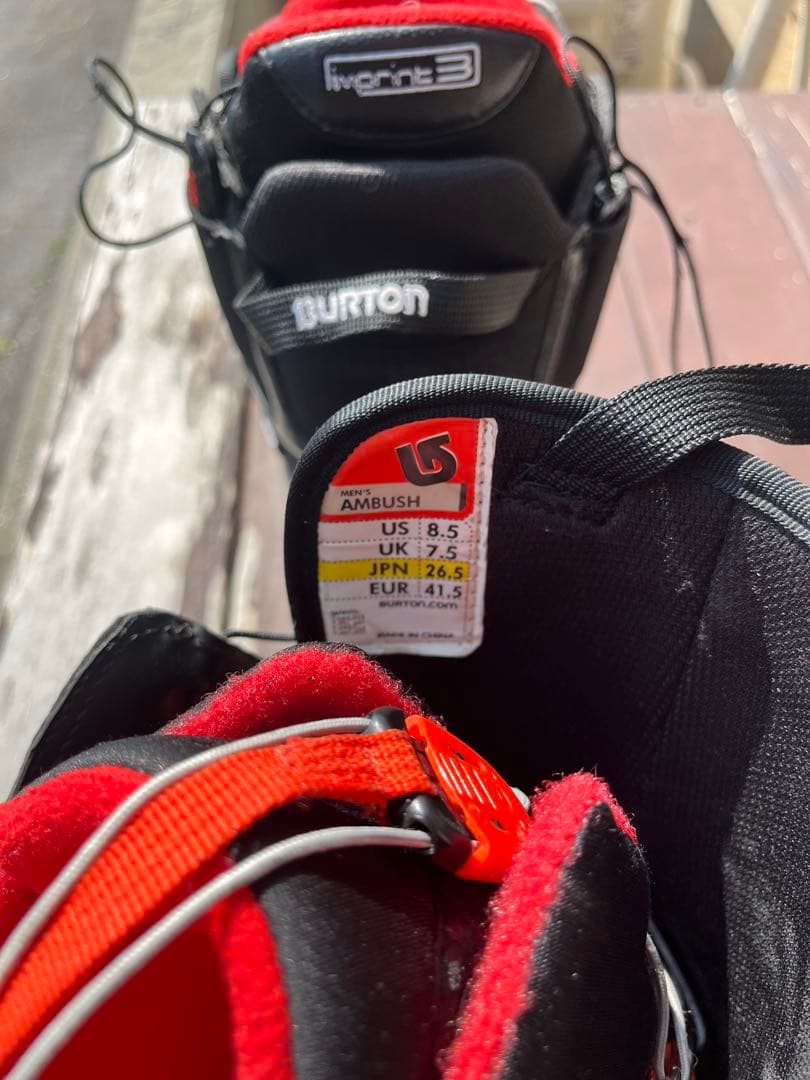 imprint 3
BURTON
MEN'S
AMBUSH
US 8.5
UK 7.5
JPN 26.5
EUR 41.5
BURTON.COM
MADE IN CHINA